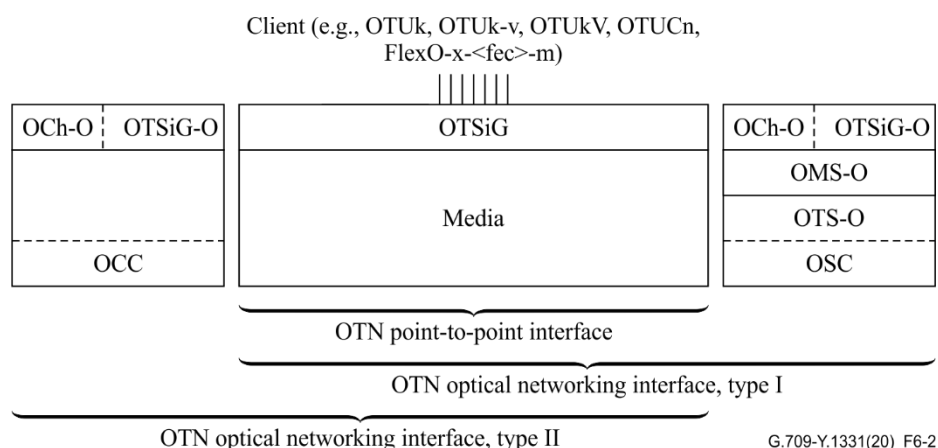 Client (e.g., OTUk, OTUk-v, OTUkV, OTUCn,
FlexO-x-<fec>-m)
OCh-O OTSiG-O OTSiG OCh-O OTSiG-O
OMS-O
Media OTS-O
OCC OSC
OTN point-to-point interface
OTN optical networking interface, type I
OTN optical networking interface, type II
G.709-Y.1331(20)_F6-2